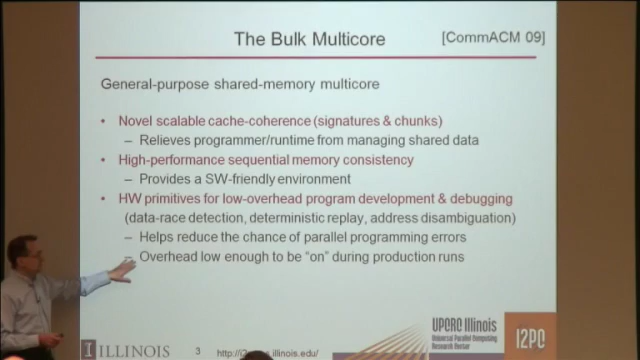 The Bulk Multicore
[CommACM 09]
General-purpose shared-memory multicore
• Novel scalable cache-coherence (signatures & chunks)
– Relieves programmer/runtime from managing shared data
• High-performance sequential memory consistency
– Provides a SW-friendly environment
• HW primitives for low-overhead program development & debugging
(data-race detection, deterministic replay, address disambiguation)
– Helps reduce the chance of parallel programming errors
– Overhead low enough to be "on" during production runs
I ILLINOIS
3
http://i2pc.illinois.edu/
UPCRC Illinois
Universal Parallel Computing
Research Center
I2PC